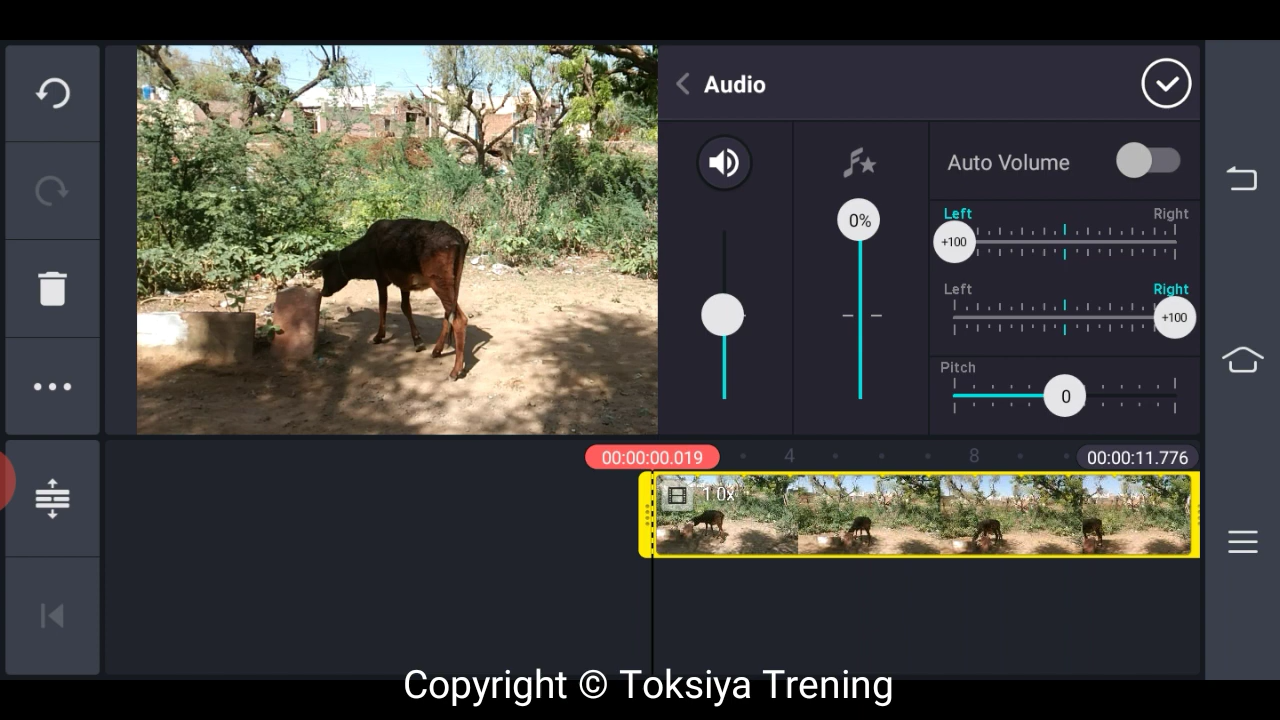 Audio
Auto Volume
0%
Left
Right
+100
Left
Right
+100
Pitch
0
00:00:00.019
4
8
00:00:11.776
1.0x
Copyright © Toksiya Trening